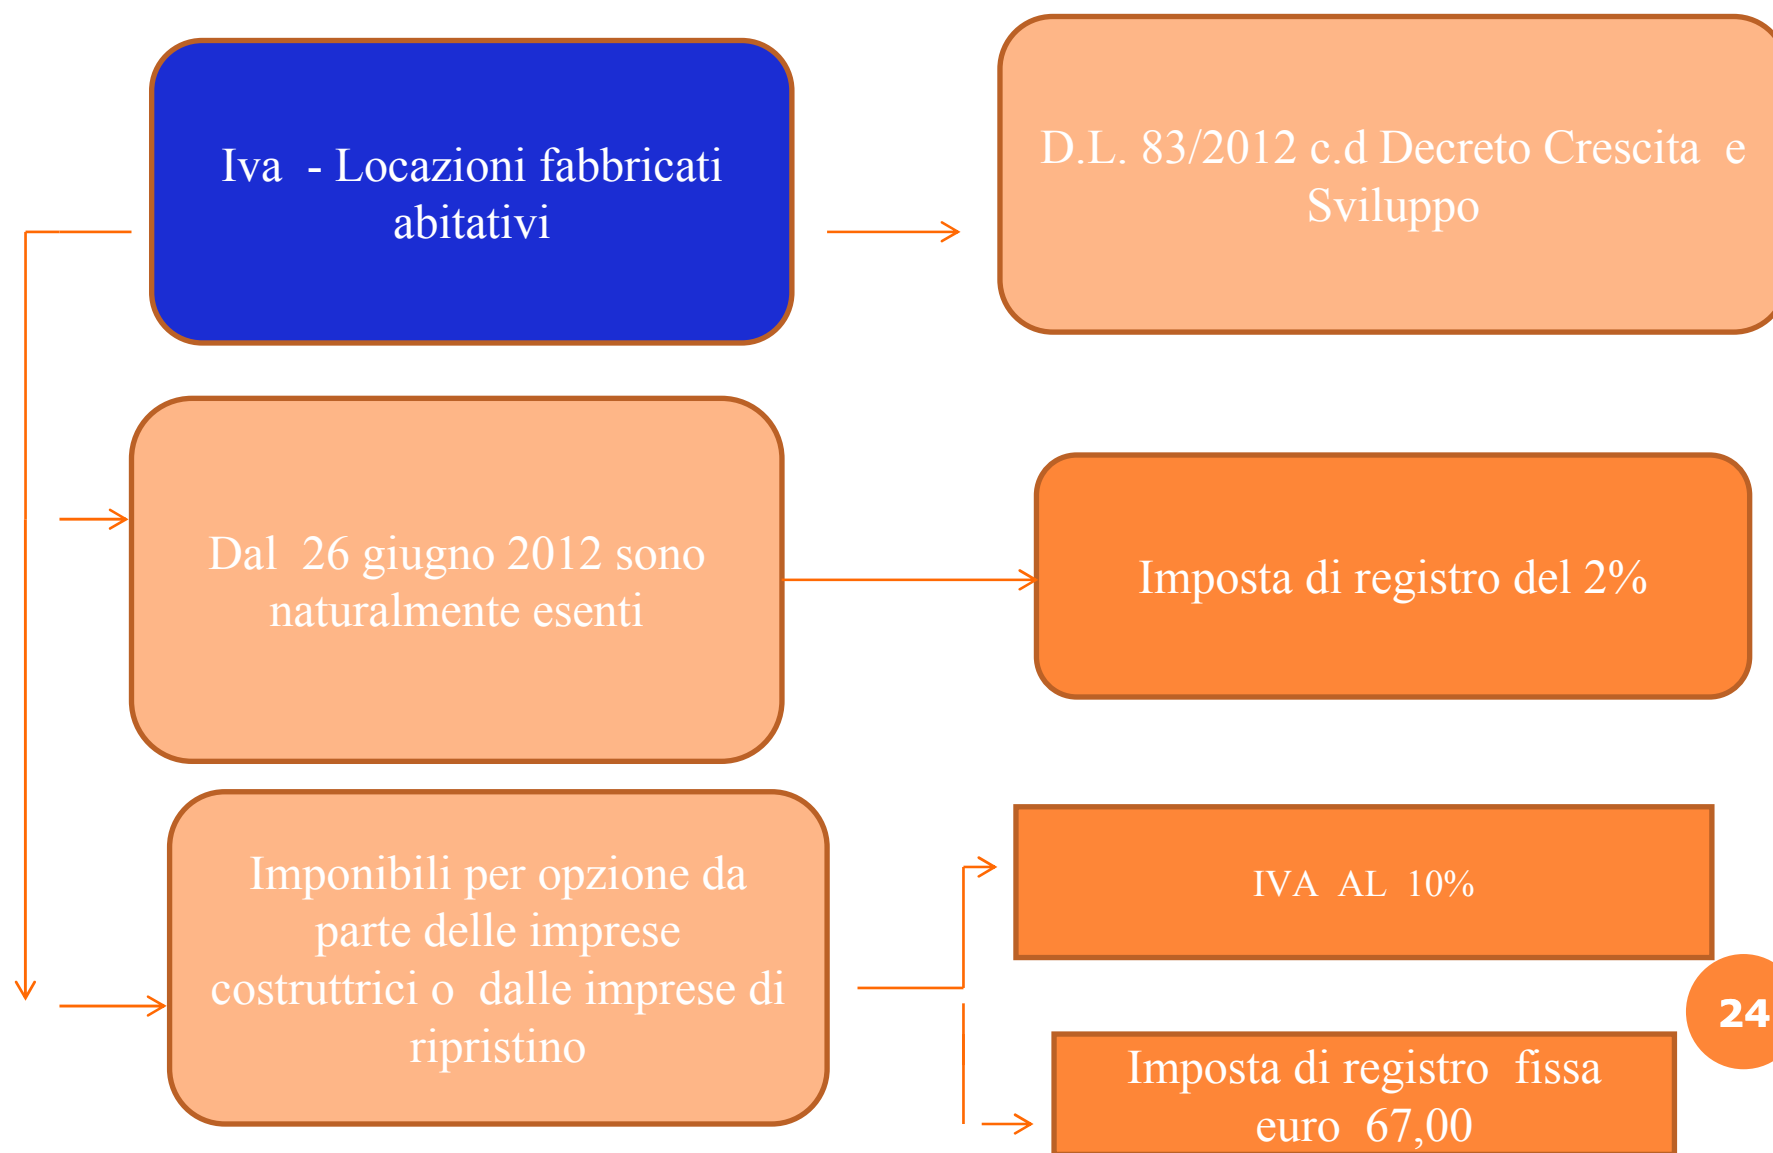 Iva - Locazioni fabbricati
abitativi
D.L. 83/2012 c.d Decreto Crescita e
Sviluppo
Dal 26 giugno 2012 sono
naturalmente esenti
Imposta di registro del 2%
Imponibili per opzione da
parte delle imprese
costruttrici o dalle imprese di
ripristino
IVA AL 10%
Imposta di registro fissa
euro 67,00
24